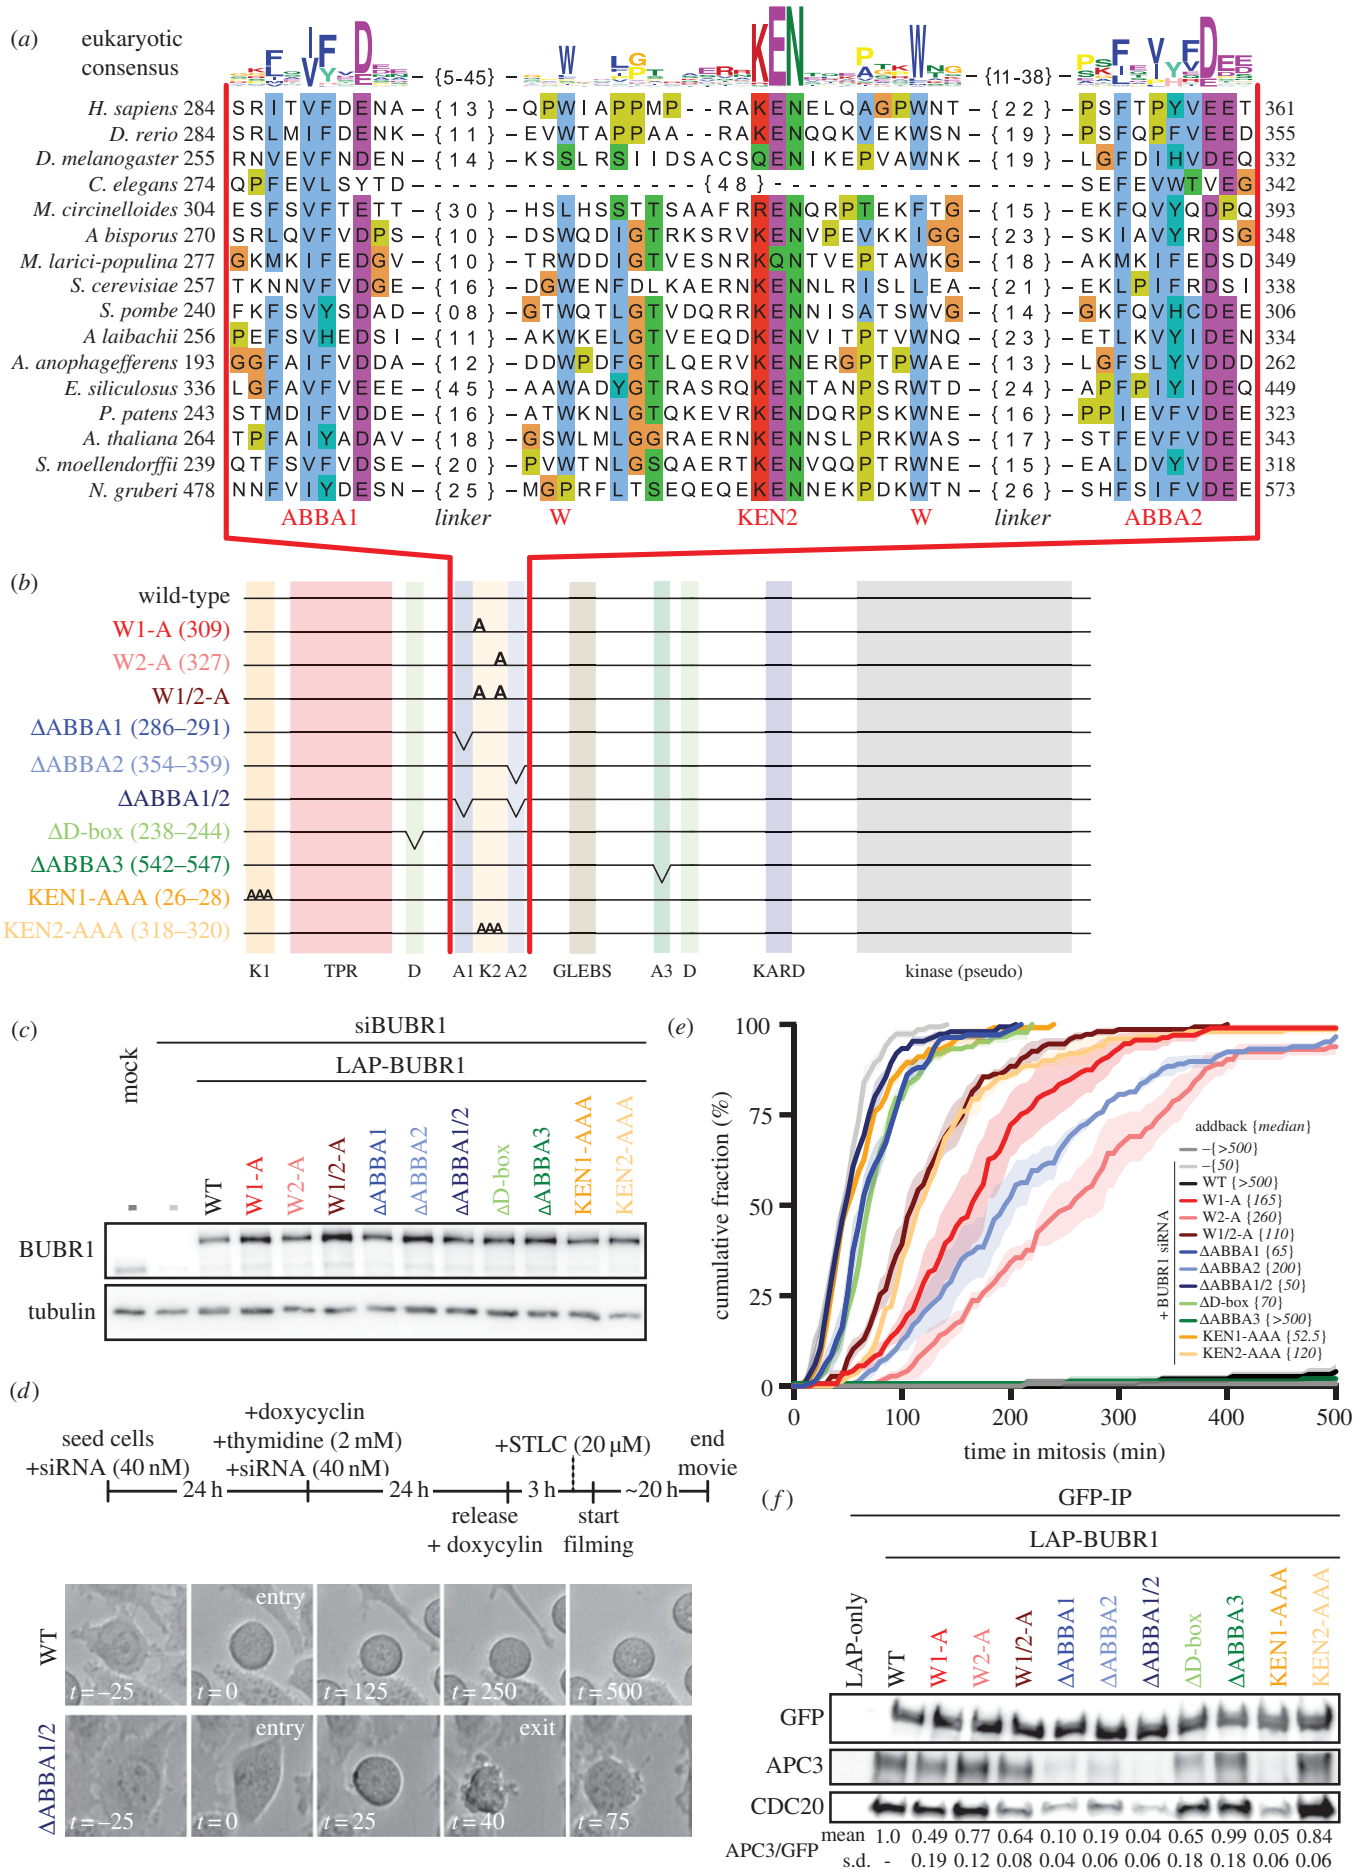 (a) eukaryotic consensus –{5-45}– –{11-38}–
H. sapiens 284 SRITVFDENA –{13}– QPWIAPPMP--RAKENELQAGPWNT –{22}– PSFTPYVEET 361
D. rerio 284 SRLMIFDENK –{11}– EVWTAPPAA--RAKENQQKVEKWSN –{19}– PSFQPFVEED 355
D. melanogaster 255 RNVEVFNDEN –{14}– KSSLRSIIDSACSQENIKEPVAWNK –{19}– LGFDIHVDEQ 332
C. elegans 274 QPFEVLSYTD – – – – – – – – – – – {48} – – – – – – – – – – – – SEFEVWTVEG 342
M. circinelloides 304 ESFSVFTETT –{30}– HSLHSSTTSAAFRRENQRPTEKFTG –{15}– EKFQVYQDPQ 393
A bisporus 270 SRLQVFVDPS –{10}– DSWQDIGTRKSRVKENVPEVKKIGG –{23}– SKIAVYRDSG 348
M. larici-populina 277 GKMKIFEDGV –{10}– TRWDDIGTVESNRKQNTVEPTAWKG –{18}– AKMKIFEDSD 349
S. cerevisiae 257 TKNNVFVDGE –{16}– DGWENFDLKAERNKENNLRISLLEA –{21}– EKLPIFRDSI 338
S. pombe 240 FKFSVYSDAD –{08}– GTWQTLGTVDQRRKENNISATSWVG –{14}– GKFQVHCDEE 306
A laibachii 256 PEFSVHEDSI –{11}– AKWKELGTVEEQDKENVITPTVWNQ –{23}– ETLKVYIDEN 334
A. anophagefferens 193 GGFAIFVDDA –{12}– DDWPDFGTLQERVKENERGPTPWAE –{13}– LGFSLYVDDD 262
E. siliculosus 336 LGFAVFVEEE –{45}– AAWADYGTRASRQKENTANPSRWTD –{24}– APFPIYIDEQ 449
P. patens 243 STMDIFVDDE –{16}– ATWKNLGTQKEVRKENDQRPSKWNE –{16}– PPIEVFVDEE 323
A. thaliana 264 TPFAIYADAV –{18}– GSWLMLGGRAERNKENNSLPRKWAS –{17}– STFEVFVDEE 343
S. moellendorffii 239 QTFSVFVDSE –{20}– PVWTNLGSQAERTKENVQQPTRWNE –{15}– EALDVYVDEE 318
N. gruberi 478 NNFVIYDESN –{25}– MGPRFLTSEQEQEKENNEKPDKWTN –{26}– SHFSIFVDEE 573
ABBA1 linker W KEN2 W linker ABBA2
(b)
wild-type
W1-A (309) A
W2-A (327) A
W1/2-A A A
ΔABBA1 (286–291)
ΔABBA2 (354–359)
ΔABBA1/2
ΔD-box (238–244)
ΔABBA3 (542–547)
KEN1-AAA (26–28) AAA
KEN2-AAA (318–320) AAA
K1 TPR D A1 K2 A2 GLEBS A3 D KARD kinase (pseudo)
(c)
siBUBR1
LAP-BUBR1
mock
- -
WT W1-A W2-A W1/2-A ΔABBA1 ΔABBA2 ΔABBA1/2 ΔD-box ΔABBA3 KEN1-AAA KEN2-AAA
BUBR1
tubulin
(d)
seed cells +siRNA (40 nM)
+doxycyclin +thymidine (2 mM) +siRNA (40 nM)
+STLC (20 μM)
end movie
24 h 24 h 3 h ~20 h
release + doxycylin
start filming
WT
entry
t = –25 t = 0 t = 125 t = 250 t = 500
ΔABBA1/2
entry exit
t = –25 t = 0 t = 25 t = 40 t = 75
(e)
cumulative fraction (%)
100
75
50
25
0
0 100 200 300 400 500
time in mitosis (min)
addback {median}
–{>500}
–{50}
WT {>500}
W1-A {165}
W2-A {260}
W1/2-A {110}
ΔABBA1 {65}
ΔABBA2 {200}
ΔABBA1/2 {50}
ΔD-box {70}
ΔABBA3 {>500}
KEN1-AAA {52.5}
KEN2-AAA {120}
+ BUBR1 siRNA
(f)
GFP-IP
LAP-BUBR1
LAP-only WT W1-A W2-A W1/2-A ΔABBA1 ΔABBA2 ΔABBA1/2 ΔD-box ΔABBA3 KEN1-AAA KEN2-AAA
GFP
APC3
CDC20
APC3/GFP
mean 1.0 0.49 0.77 0.64 0.10 0.19 0.04 0.65 0.99 0.05 0.84
s.d. - 0.19 0.12 0.08 0.04 0.06 0.06 0.18 0.18 0.06 0.06